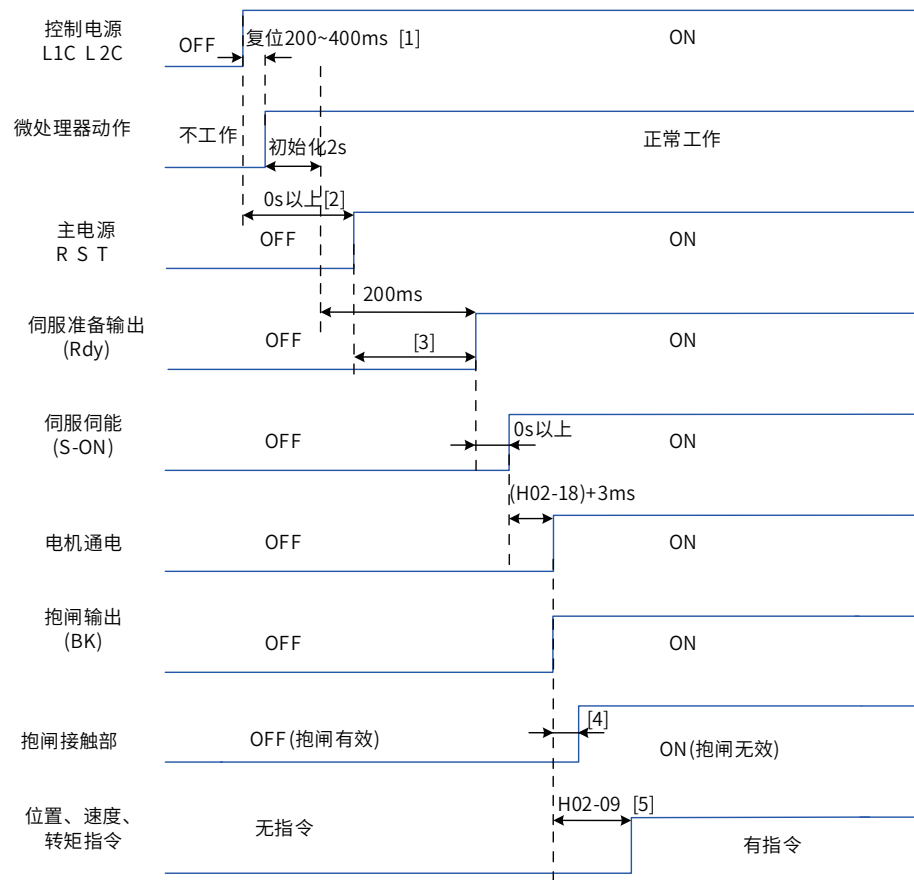 控制电源
L1C L2C
OFF
复位200~400ms [1]
ON
微处理器动作
不工作
初始化2s
正常工作
0s以上[2]
主电源
R S T
OFF
ON
200ms
伺服准备输出
(Rdy)
OFF
[3]
ON
伺服伺能
(S-ON)
OFF
0s以上
ON
(H02-18)+3ms
电机通电
OFF
ON
抱闸输出
(BK)
OFF
ON
抱闸接触部
OFF(抱闸有效)
[4]
ON(抱闸无效)
H02-09 [5]
位置、速度、
转矩指令
无指令
有指令